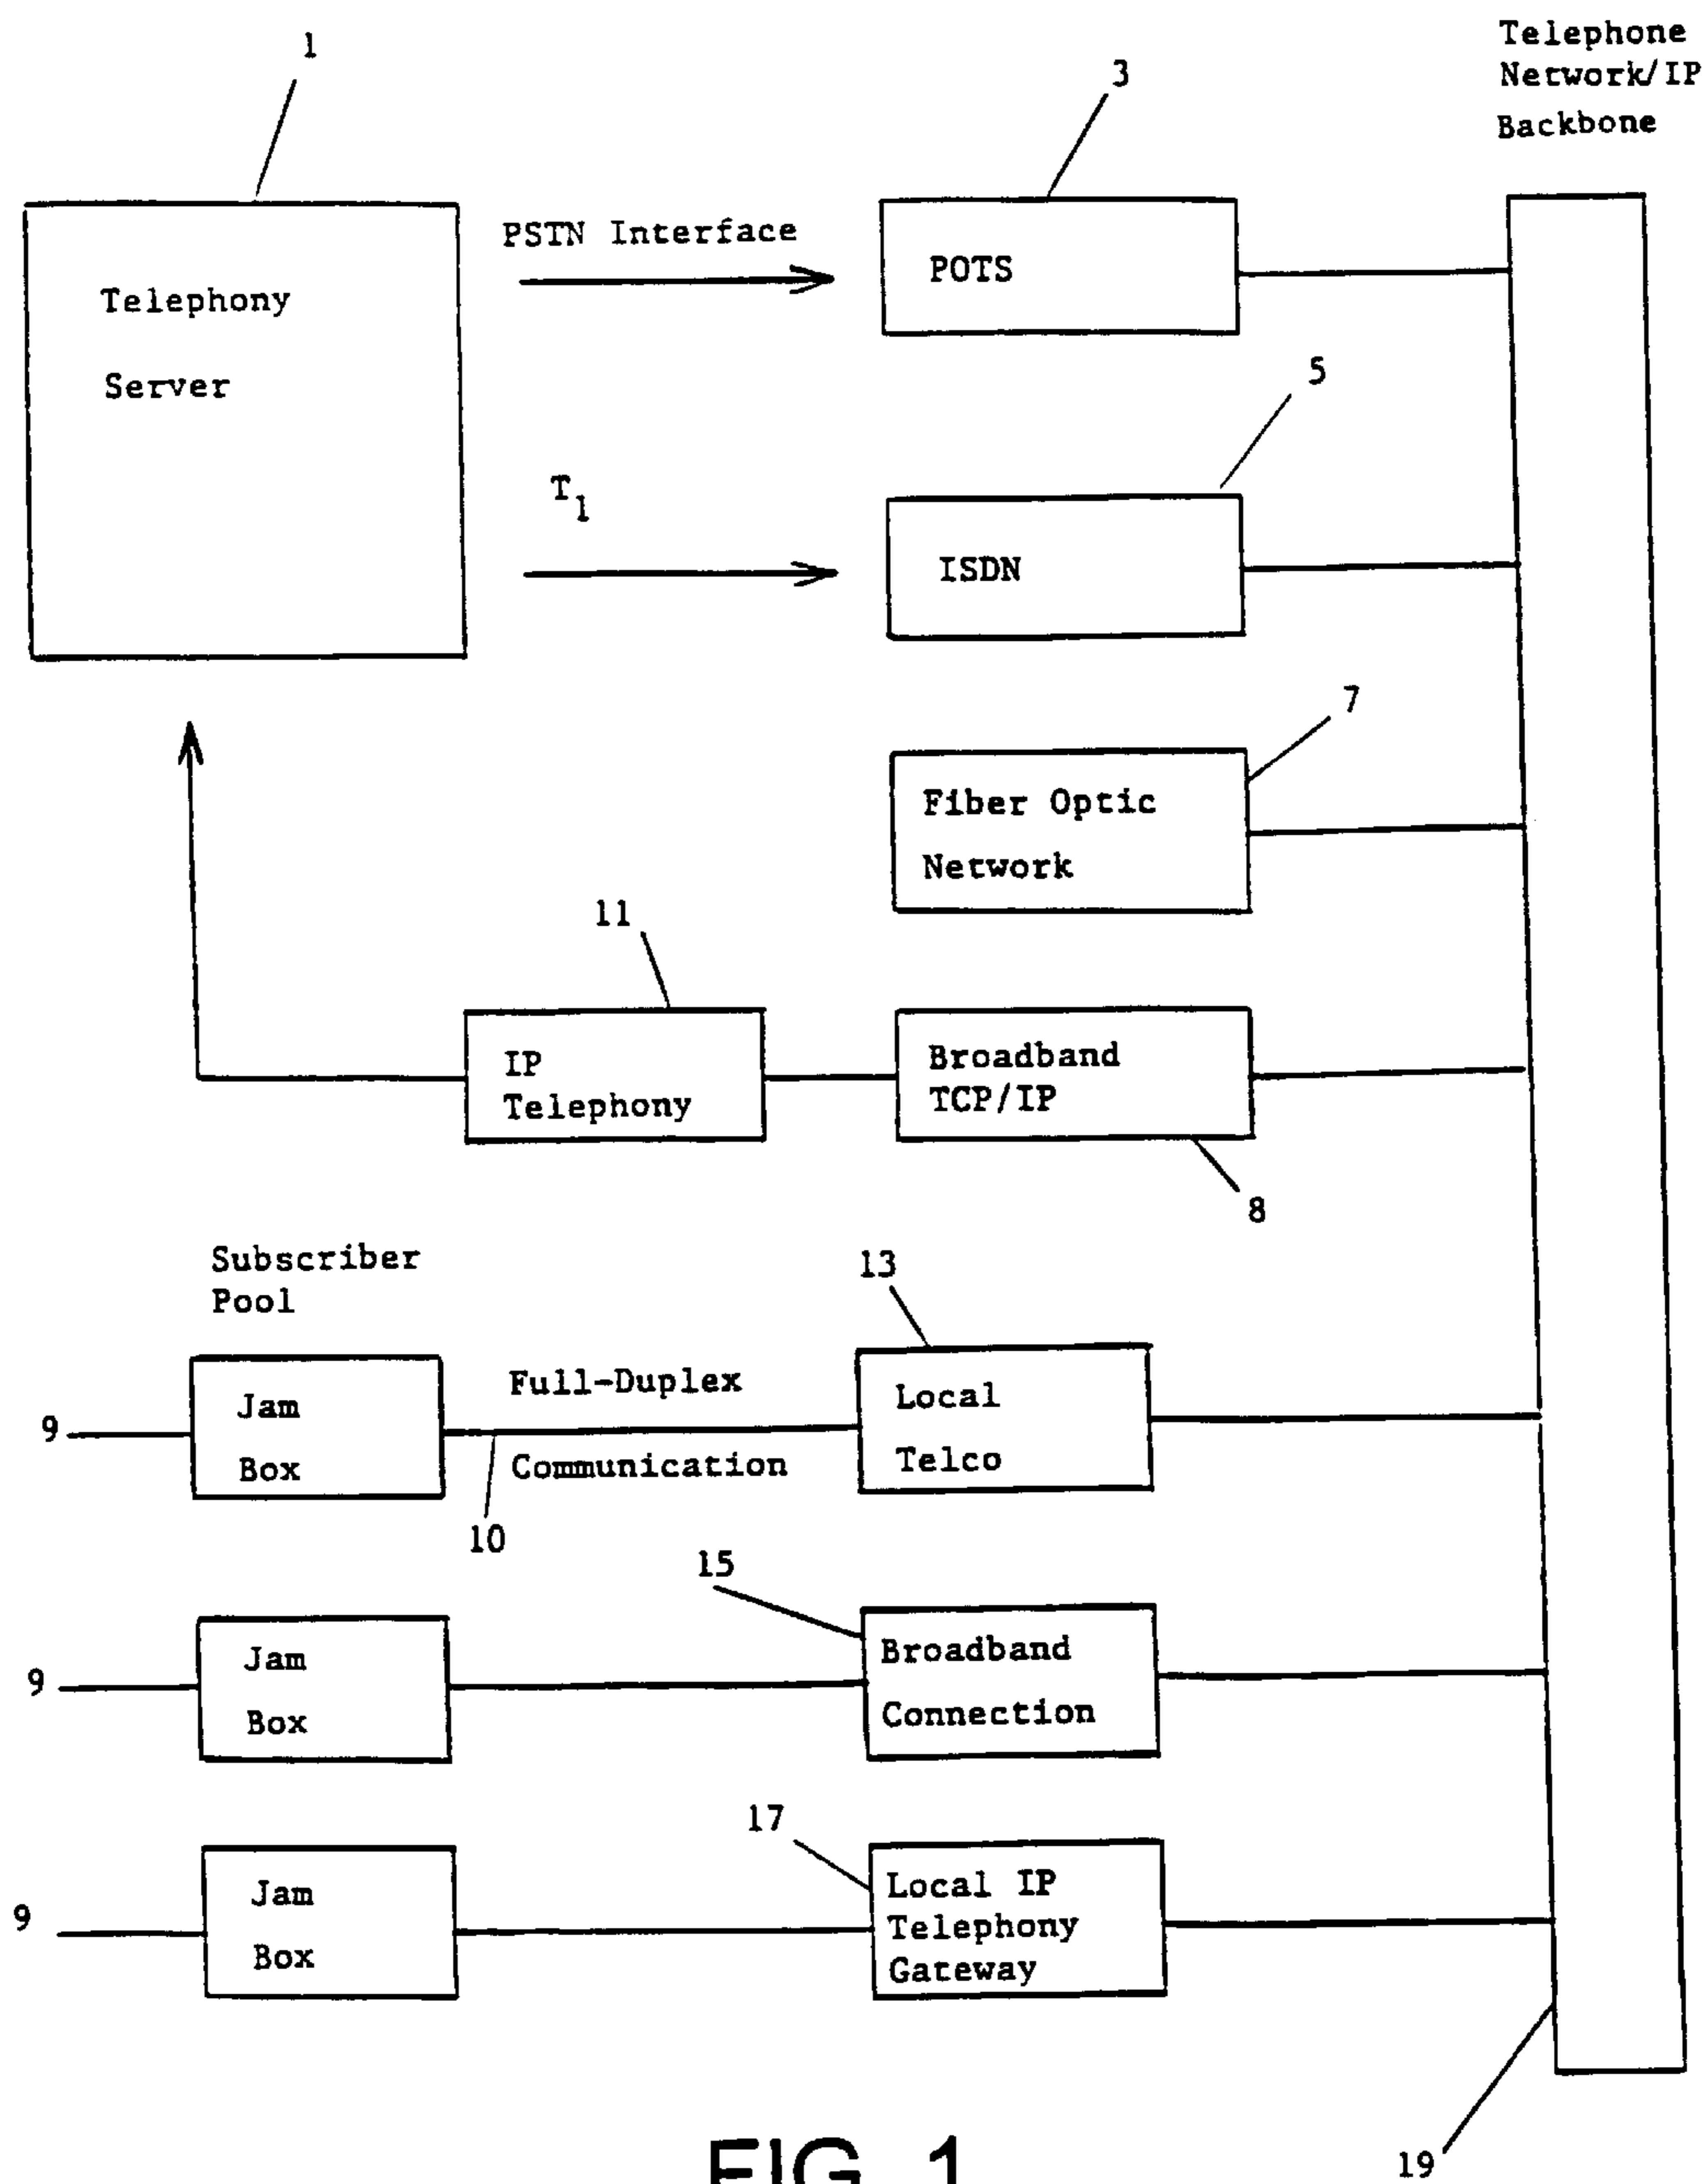 1
3
Telephone
Network/IP
Backbone
Telephony
Server
PSTN Interface
POTS
5
T1
ISDN
7
Fiber Optic
Network
11
IP
Telephony
Broadband
TCP/IP
8
Subscriber
Pool
13
9
Jam
Box
Full-Duplex
Communication
10
Local
Telco
15
9
Jam
Box
Broadband
Connection
17
9
Jam
Box
Local IP
Telephony
Gateway
19
FIG. 1